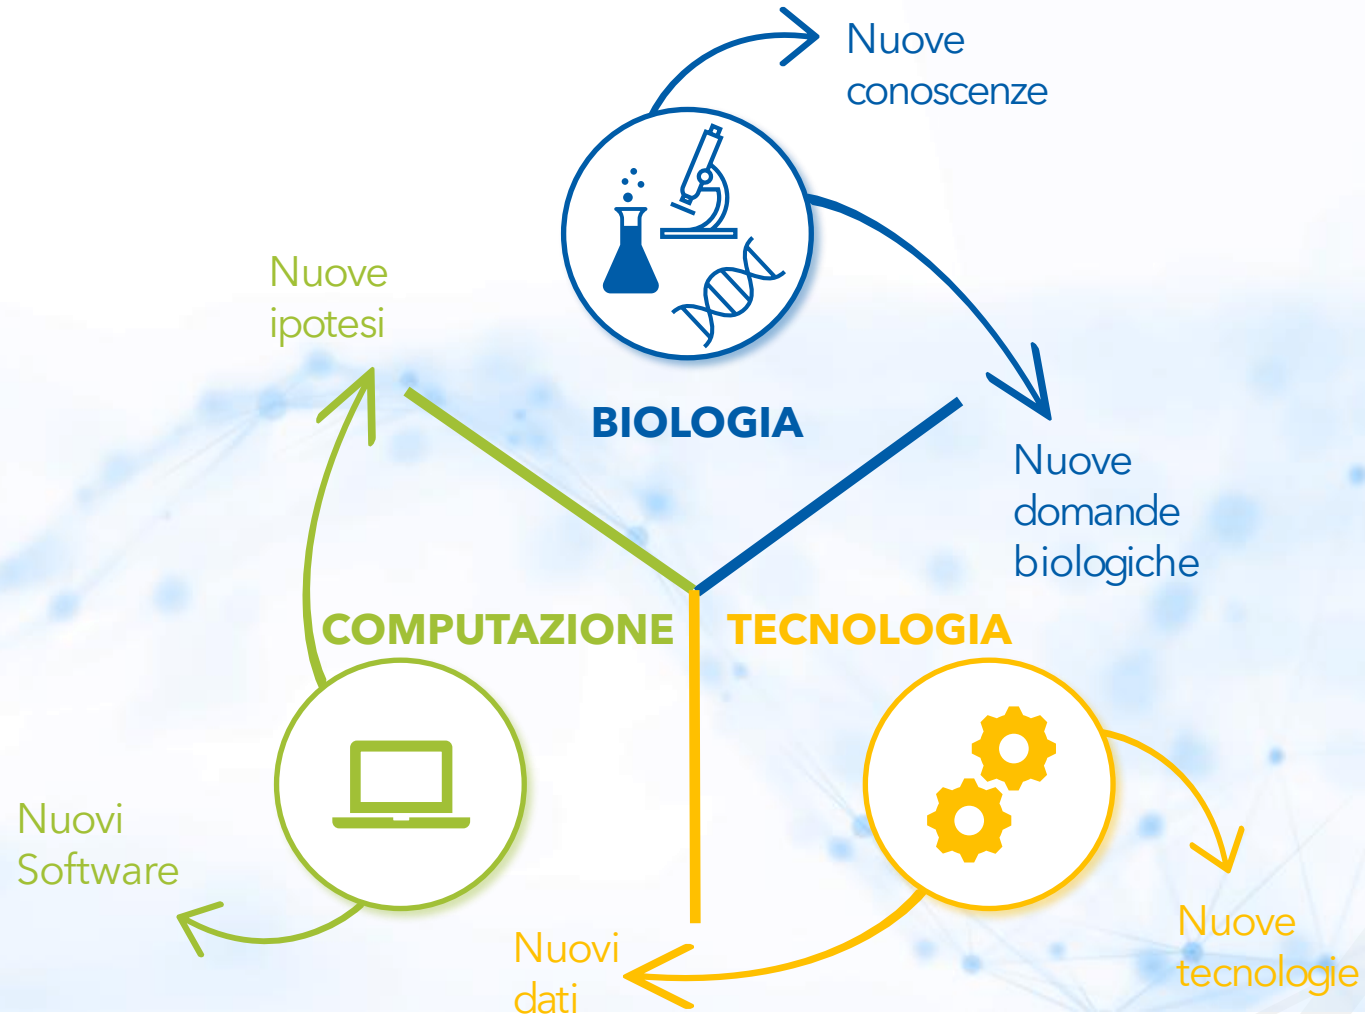 Nuove
conoscenze
Nuove
ipotesi
BIOLOGIA
Nuove
domande
biologiche
COMPUTAZIONE
TECNOLOGIA
Nuovi
Software
Nuovi
dati
Nuove
tecnologie